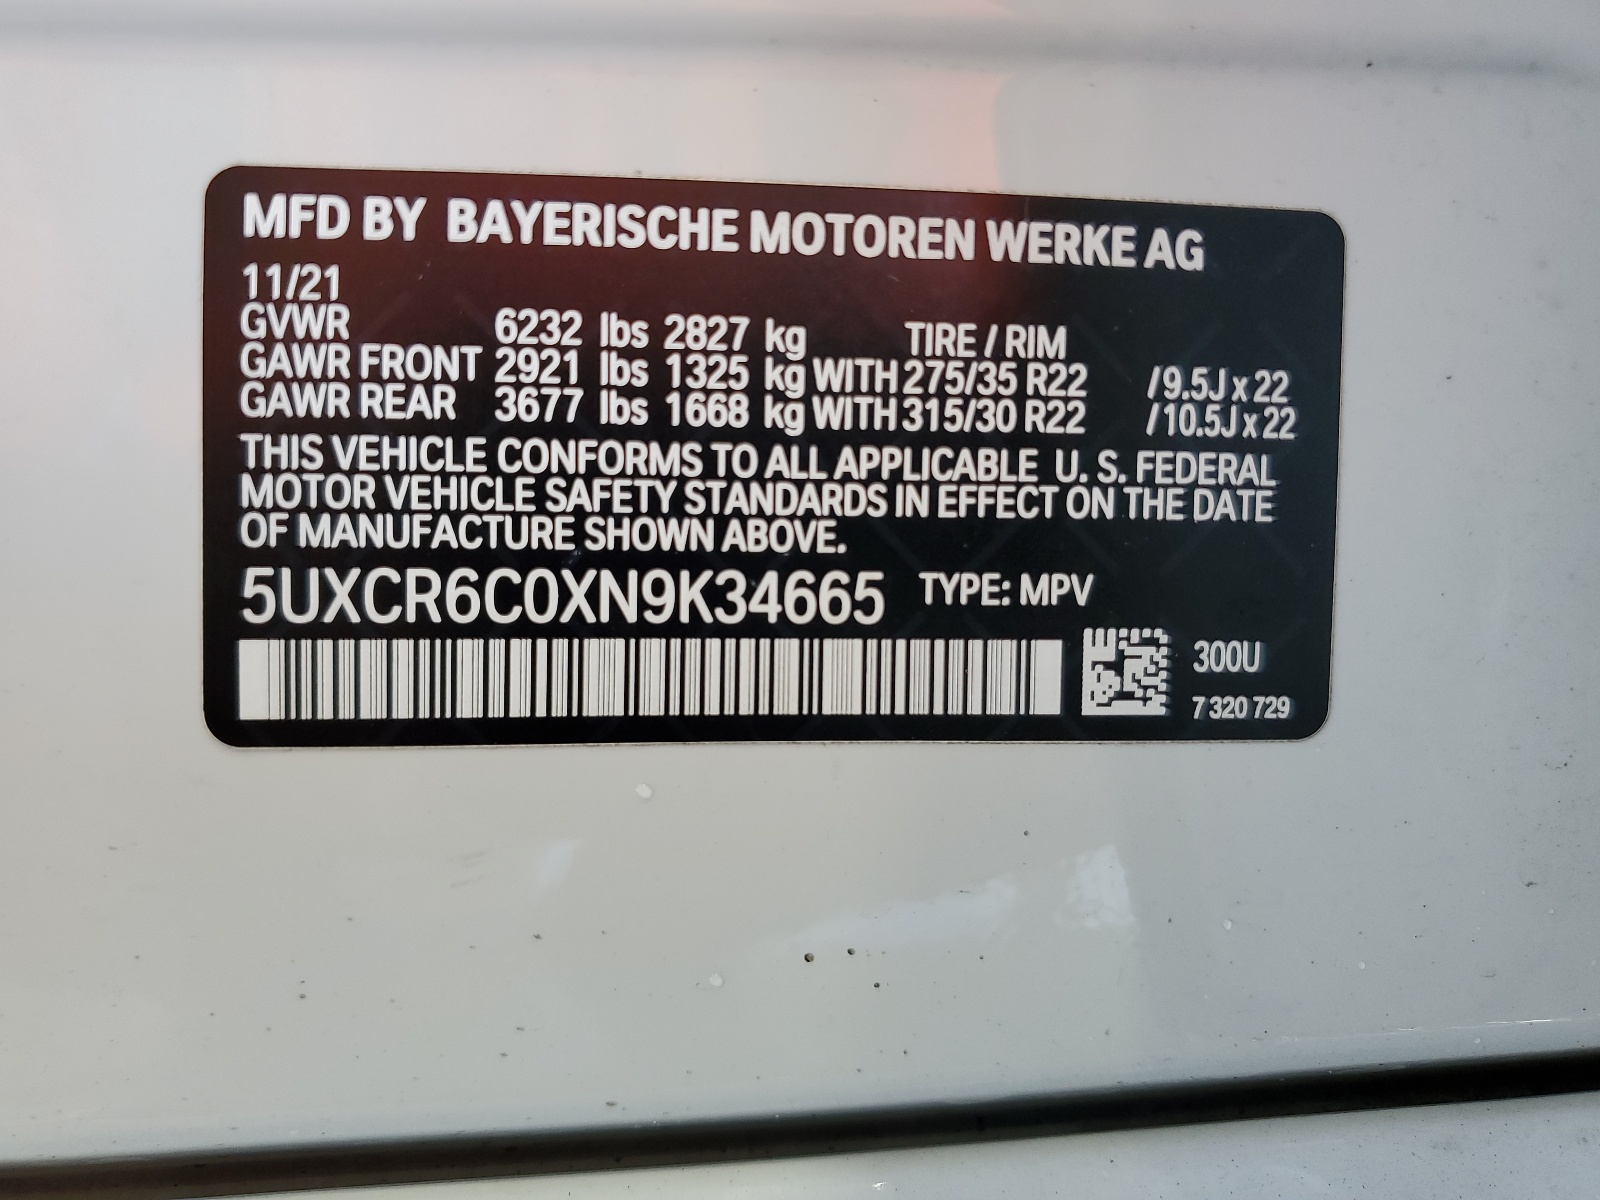 MFD BY BAYERISCHE MOTOREN WERKE AG
11/21
GVWR 6232 lbs 2827 kg TIRE / RIM
GAWR FRONT 2921 lbs 1325 kg WITH 275/35 R22 /9.5J x 22
GAWR REAR 3677 lbs 1668 kg WITH 315/30 R22 /10.5J x 22
THIS VEHICLE CONFORMS TO ALL APPLICABLE U. S. FEDERAL
MOTOR VEHICLE SAFETY STANDARDS IN EFFECT ON THE DATE
OF MANUFACTURE SHOWN ABOVE.
5UXCR6C0XN9K34665 TYPE: MPV
300U
7 320 729